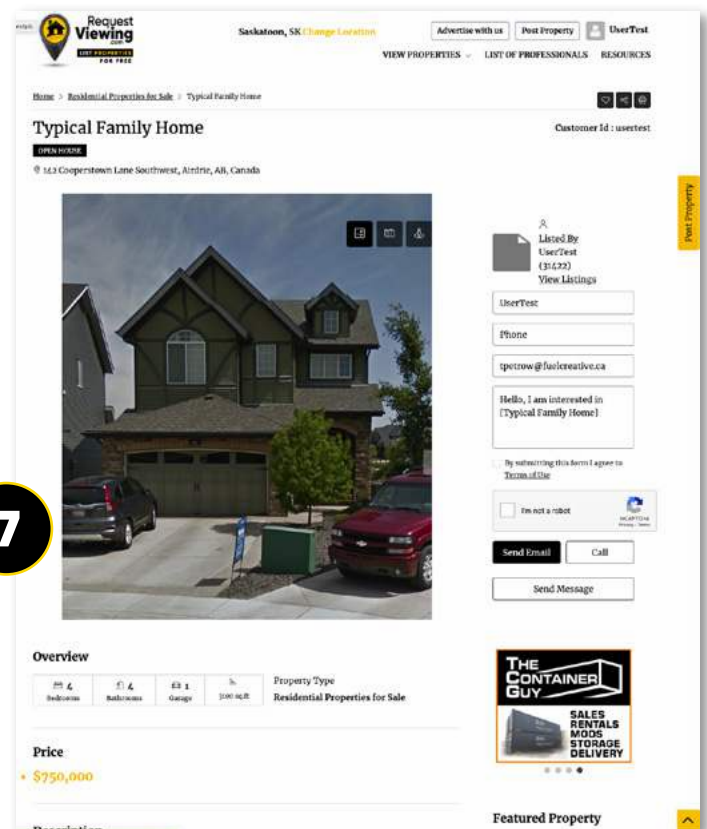 Request
Viewing
.com
LIST PROPERTIES
FOR FREE
Saskatoon, SK Change Location
Advertise with us
Post Property
UserTest
VIEW PROPERTIES
LIST OF PROFESSIONALS
RESOURCES
Home > Residential Properties for Sale > Typical Family Home
Typical Family Home
Customer Id : usertest
OPEN HOUSE
142 Cooperstown Lane Southwest, Airdrie, AB, Canada
Post Property
Listed By
UserTest
(31422)
View Listings
UserTest
Phone
tpetrow@fuelcreative.ca
Hello, I am interested in
[Typical Family Home]
By submitting this form I agree to
Terms of Use
I'm not a robot
reCAPTCHA
Privacy - Terms
Send Email
Call
Send Message
7
Overview
4
Bedrooms
4
Bathrooms
1
Garage
Property Type
Residential Properties for Sale
THE
CONTAINER
GUY
SALES
RENTALS
MODS
STORAGE
DELIVERY
Price
$750,000
Featured Property
Description